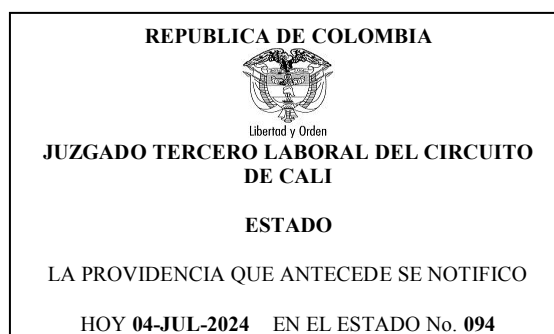 REPUBLICA DE COLOMBIA
Libertad y Orden
JUZGADO TERCERO LABORAL DEL CIRCUITO
DE CALI
ESTADO
LA PROVIDENCIA QUE ANTECEDE SE NOTIFICO
HOY 04-JUL-2024 EN EL ESTADO No. 094